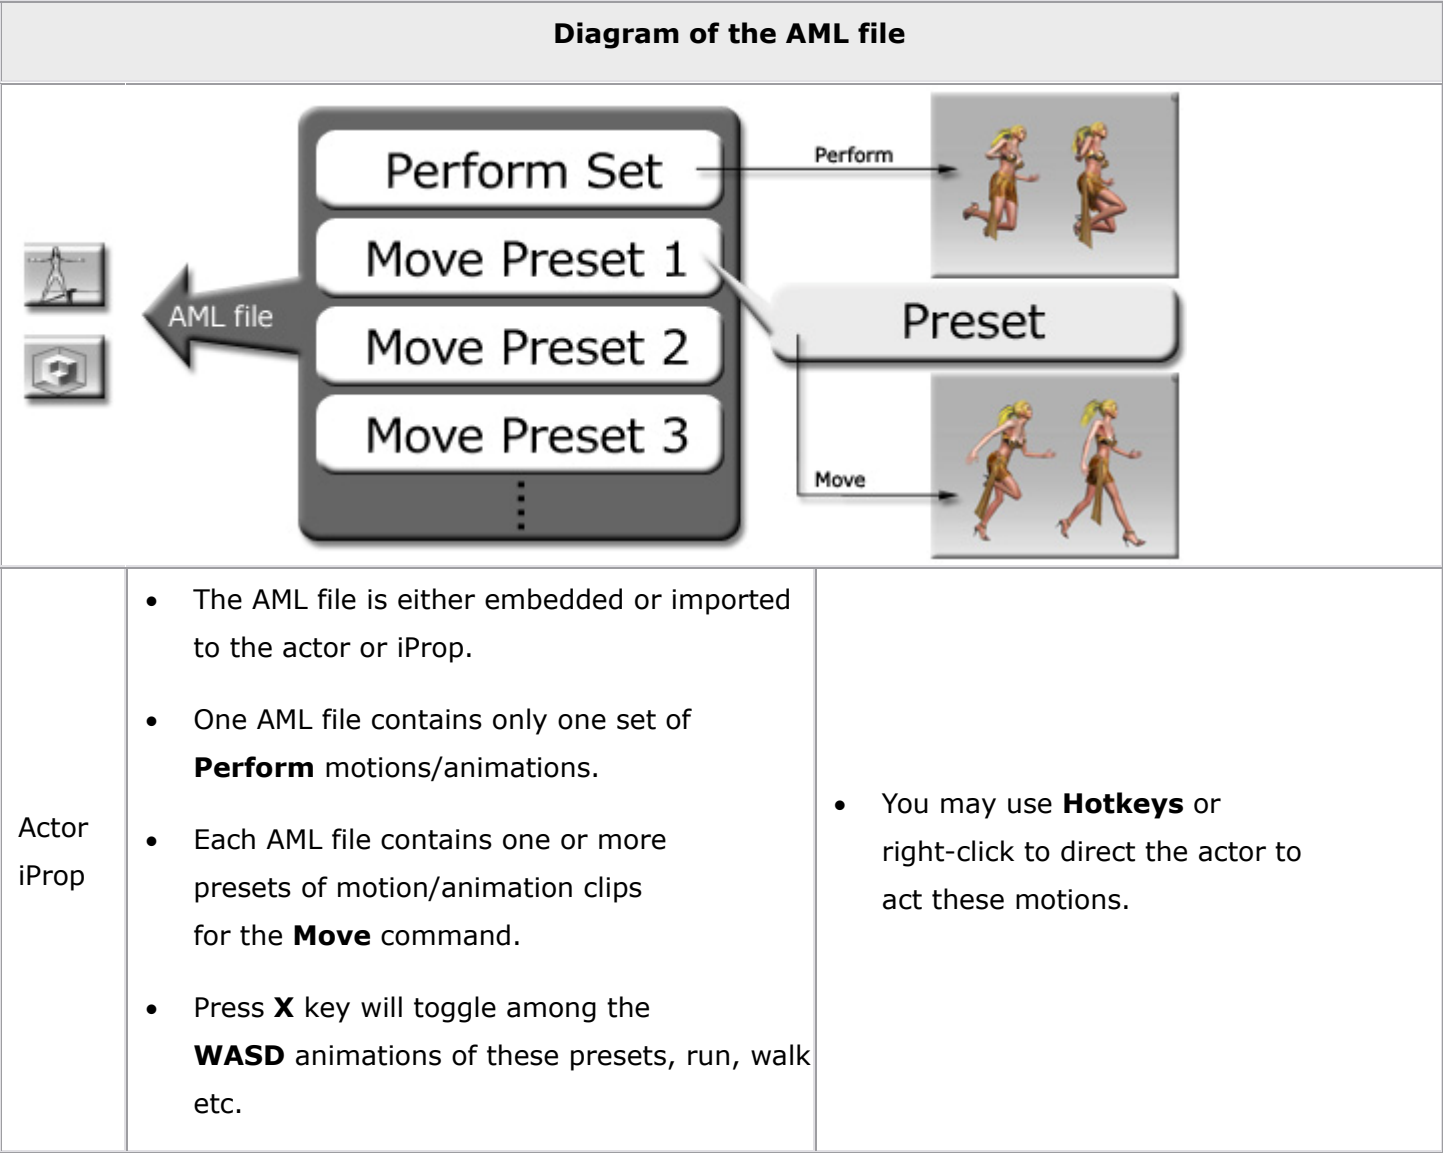 Diagram of the AML file
Perform Set
Move Preset 1
Move Preset 2
Move Preset 3
AML file
Perform
Preset
Move
Actor
iProp
• The AML file is either embedded or imported
to the actor or iProp.
• One AML file contains only one set of
Perform motions/animations.
• Each AML file contains one or more
presets of motion/animation clips
for the Move command.
• Press X key will toggle among the
WASD animations of these presets, run, walk
etc.
• You may use Hotkeys or
right-click to direct the actor to
act these motions.